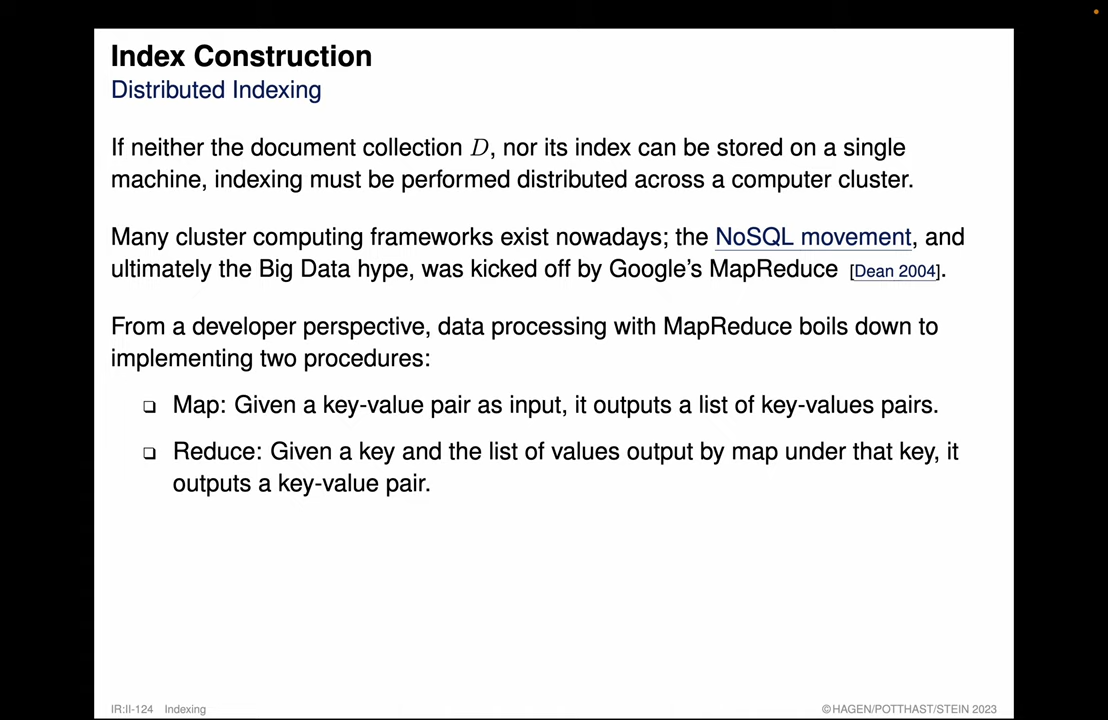 Index Construction
Distributed Indexing
If neither the document collection D, nor its index can be stored on a single
machine, indexing must be performed distributed across a computer cluster.
Many cluster computing frameworks exist nowadays; the NoSQL movement, and
ultimately the Big Data hype, was kicked off by Google's MapReduce [Dean 2004].
From a developer perspective, data processing with MapReduce boils down to
implementing two procedures:
❑ Map: Given a key-value pair as input, it outputs a list of key-values pairs.
❑ Reduce: Given a key and the list of values output by map under that key, it
outputs a key-value pair.
IR:II-124 Indexing ©HAGEN/POTTHAST/STEIN 2023